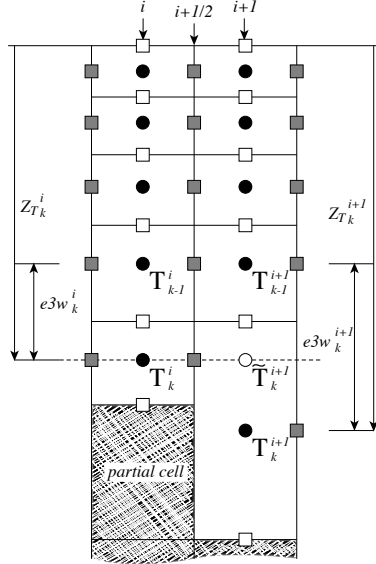 i i+1/2 i+1
Z_{T_k}^{i} Z_{T_k}^{i+1}
T_{k-1}^{i} T_{k-1}^{i+1}
e3w_k^{i} e3w_k^{i+1}
T_k^{i} T̃_k^{i+1}
T_k^{i+1}
partial cell